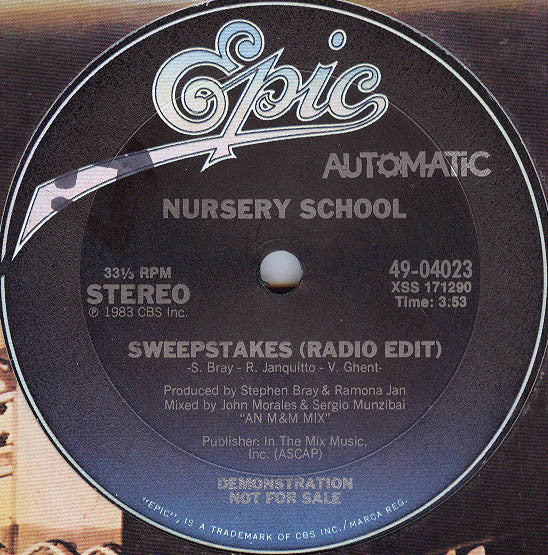 Epic
AUTOMATIC
NURSERY SCHOOL
33⅓ RPM
STEREO
℗ 1983 CBS Inc.
49-04023
XSS 171290
Time: 3:53
SWEEPSTAKES (RADIO EDIT)
-S. Bray - R. Janquitto - V. Ghent-
Produced by Stephen Bray & Ramona Jan
Mixed by John Morales & Sergio Munzibai
"AN M&M MIX"
Publisher: In The Mix Music,
Inc. (ASCAP)
DEMONSTRATION
NOT FOR SALE
"EPIC", IS A TRADEMARK OF CBS INC./MARCA REG.